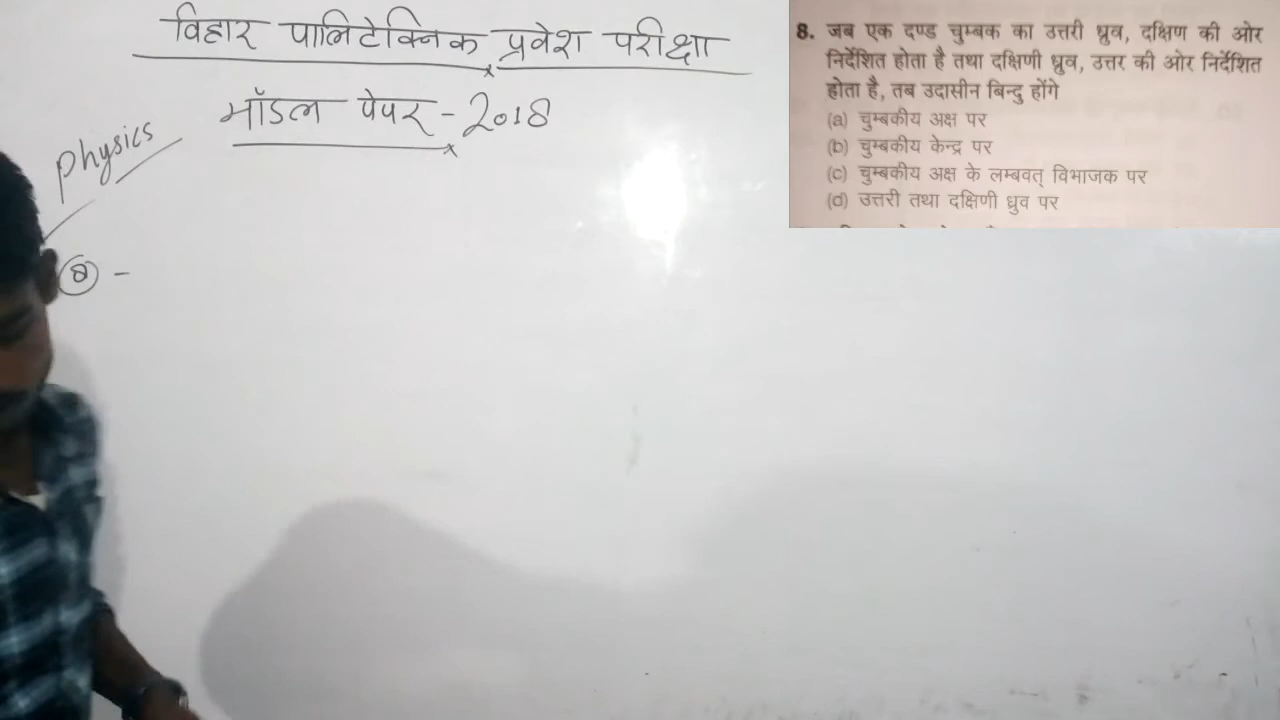 विहार पालिटेक्निक प्रवेश परीक्षा
मॉडल पेपर - 2018
Physics
8 -
8. जब एक दण्ड चुम्बक का उत्तरी ध्रुव, दक्षिण की ओर
निर्देशित होता है तथा दक्षिणी ध्रुव, उत्तर की ओर निर्देशित
होता है, तब उदासीन बिन्दु होंगे
(a) चुम्बकीय अक्ष पर
(b) चुम्बकीय केन्द्र पर
(c) चुम्बकीय अक्ष के लम्बवत् विभाजक पर
(d) उत्तरी तथा दक्षिणी ध्रुव पर